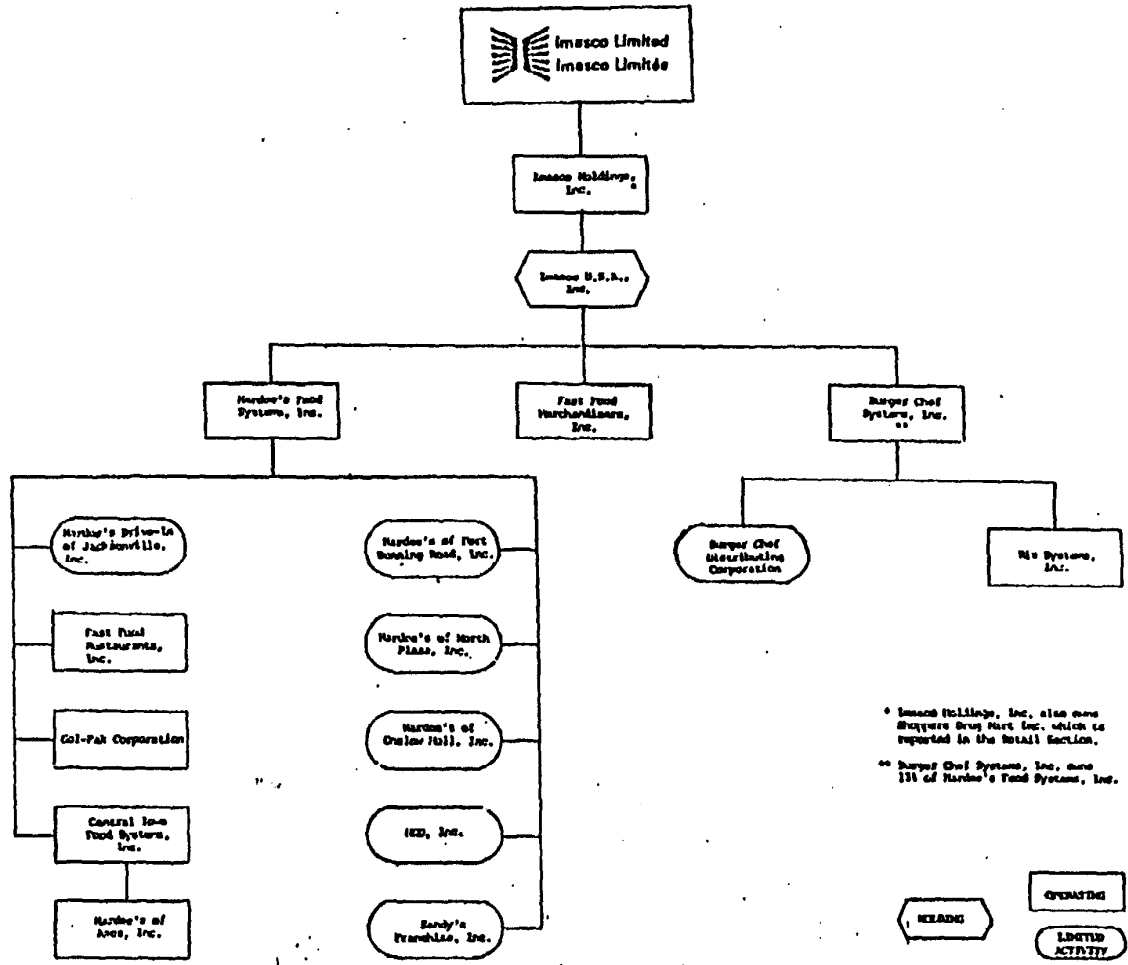 Imasco Limited
Imasco Limitée
Imasco Holdings,
Inc. *
Imasco U.S.A.,
Inc.
Hardee's Food
Systems, Inc.
Fast Food
Merchandisers,
Inc.
Burger Chef
Systems, Inc.
**
Hardee's Drive-In
of Jacksonville,
Inc.
Hardee's of Fort
Benning Road, Inc.
Burger Chef
Distributing
Corporation
Systems,
Inc.
Fast Food
Restaurants,
Inc.
Hardee's of North
Plaza, Inc.
Col-Pak Corporation
Hardee's of
Onslow Mall, Inc.
* Imasco Holdings, Inc. also owns
Shoppers Drug Mart Inc. which is
reported in the Retail Section.
** Burger Chef Systems, Inc. owns
of Hardee's Food Systems, Inc.
Central Iowa
Food Systems,
Inc.
Inc.
Hardee's of
Ames, Inc.
Sandy's
Franchise, Inc.
HOLDING
OPERATING
LIMITED
ACTIVITY